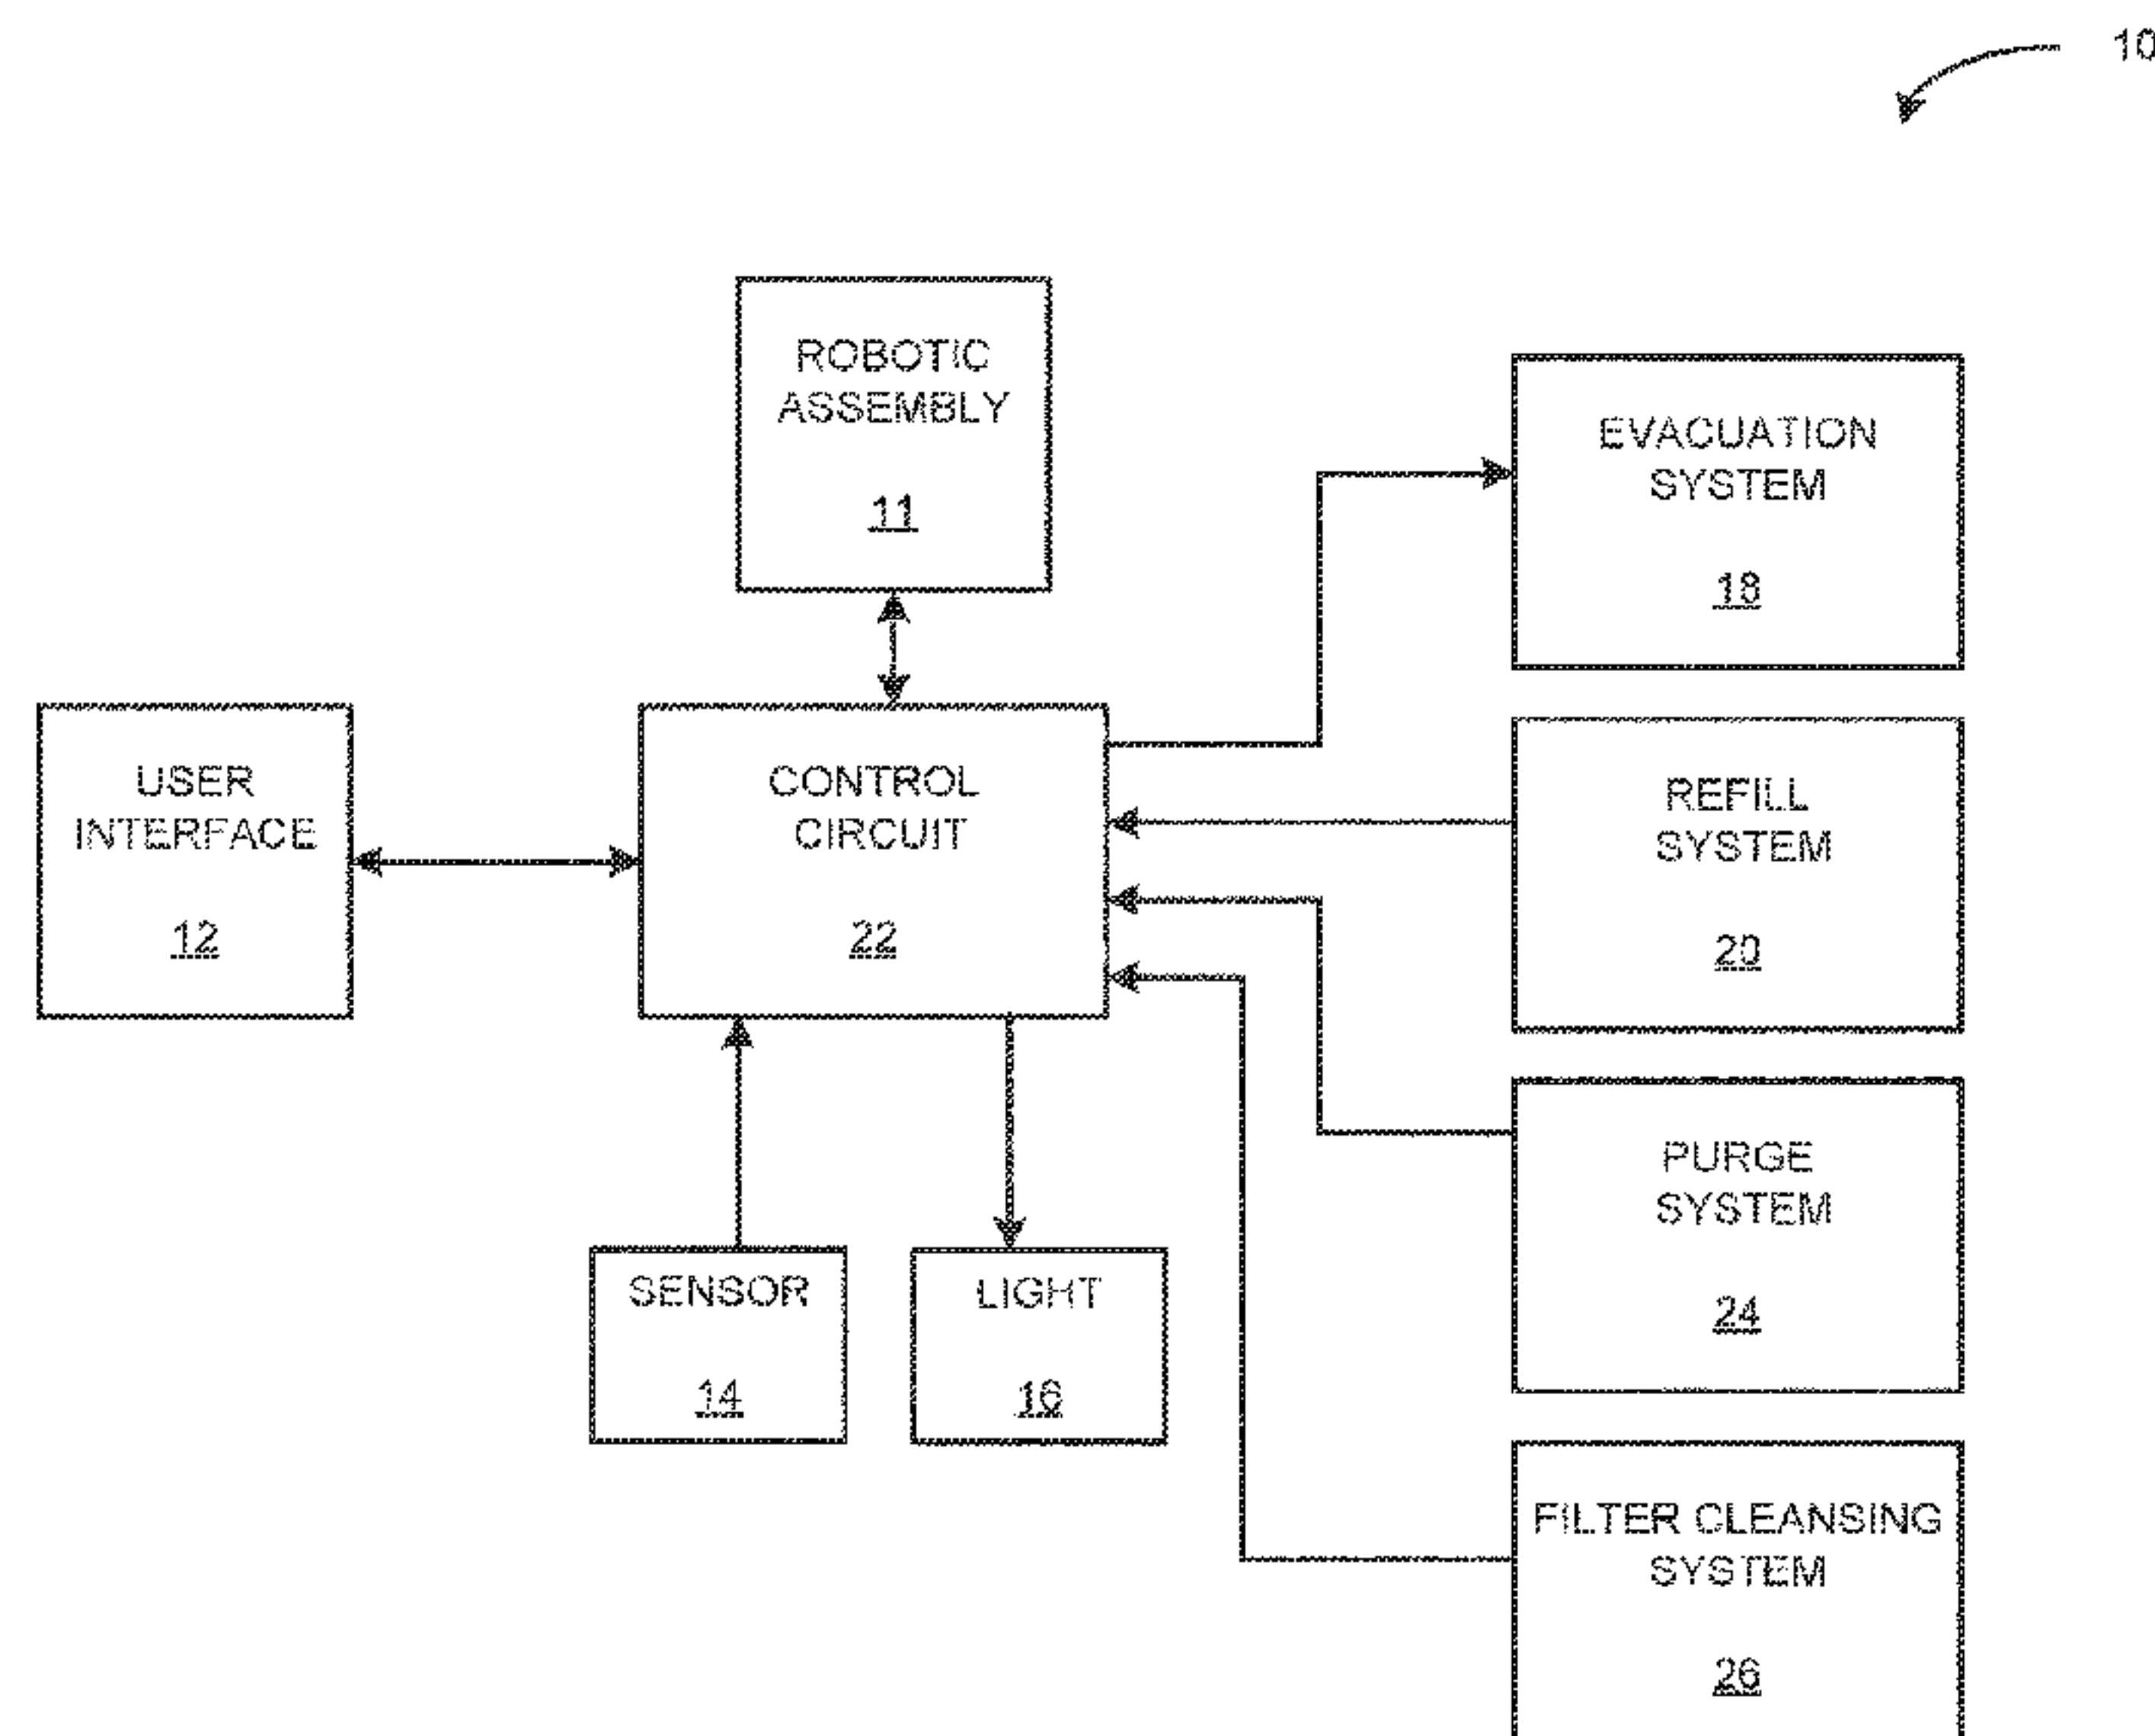 10
ROBOTIC
ASSEMBLY
11
EVACUATION
SYSTEM
18
USER
INTERFACE
12
CONTROL
CIRCUIT
22
REFILL
SYSTEM
20
PURGE
SYSTEM
24
SENSOR
14
LIGHT
16
FILTER CLEANSING
SYSTEM
26